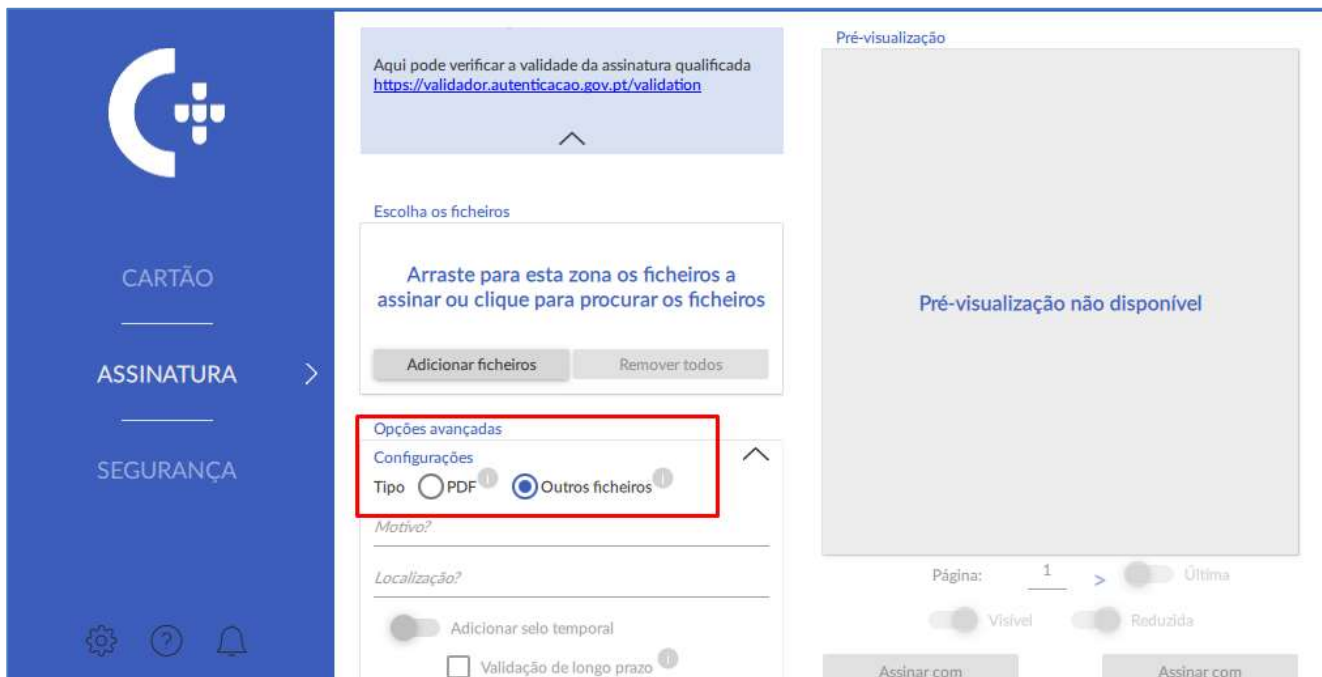 CARTÃO
ASSINATURA
SEGURANÇA
Aqui pode verificar a validade da assinatura qualificada
https://validador.autenticacao.gov.pt/validation
Escolha os ficheiros
Arraste para esta zona os ficheiros a
assinar ou clique para procurar os ficheiros
Adicionar ficheiros
Remover todos
Opções avançadas
Configurações
Tipo PDF Outros ficheiros
Motivo?
Localização?
Adicionar selo temporal
Validação de longo prazo
Pré-visualização
Pré-visualização não disponível
Página: 1 > Última
Visível Reduzida
Assinar com
Assinar com